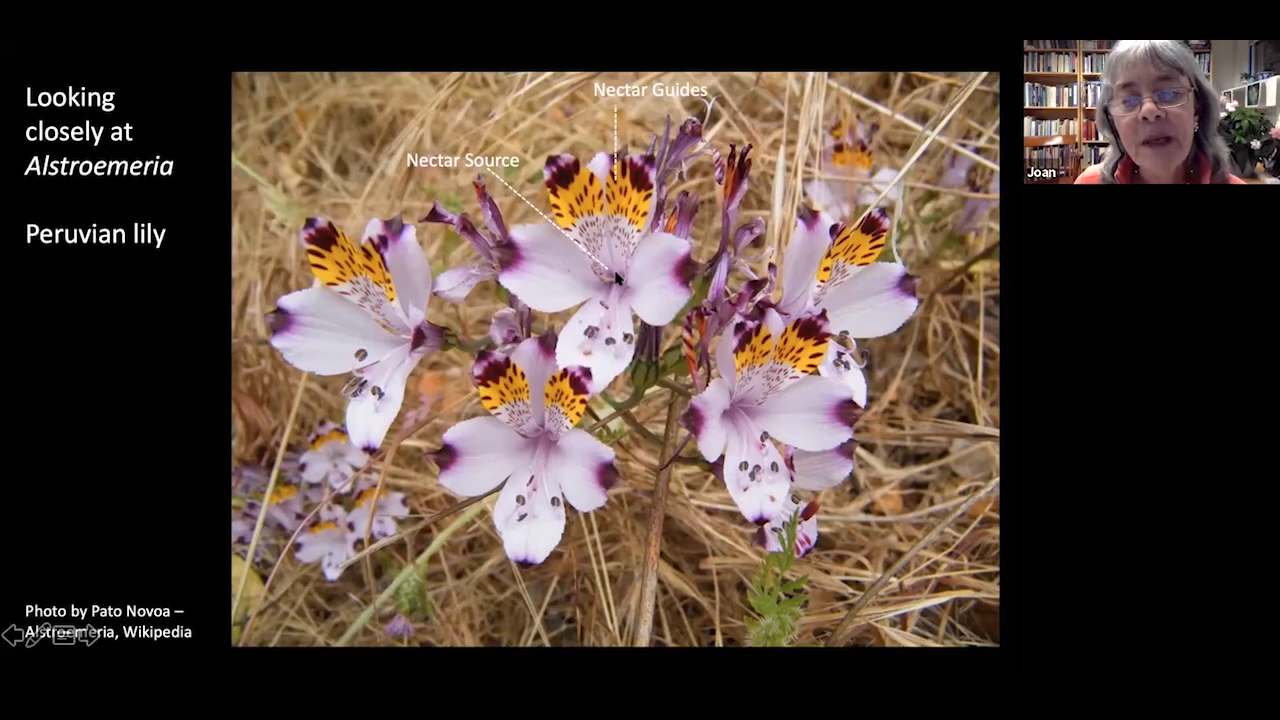 Looking
closely at
Alstroemeria
Peruvian lily
Nectar Guides
Nectar Source
Joan
Photo by Pato Novoa –
Alstroemeria, Wikipedia